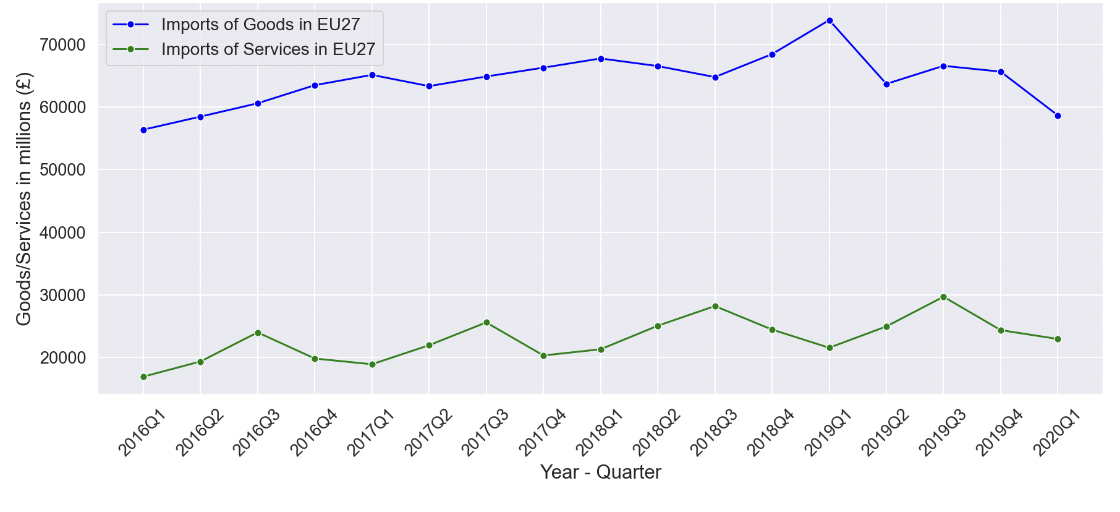 Imports of Goods in EU27
Imports of Services in EU27
Goods/Services in millions (£)
70000
60000
50000
40000
30000
20000
2016Q1
2016Q2
2016Q3
2016Q4
2017Q1
2017Q2
2017Q3
2017Q4
2018Q1
2018Q2
2018Q3
2018Q4
2019Q1
2019Q2
2019Q3
2019Q4
2020Q1
Year - Quarter